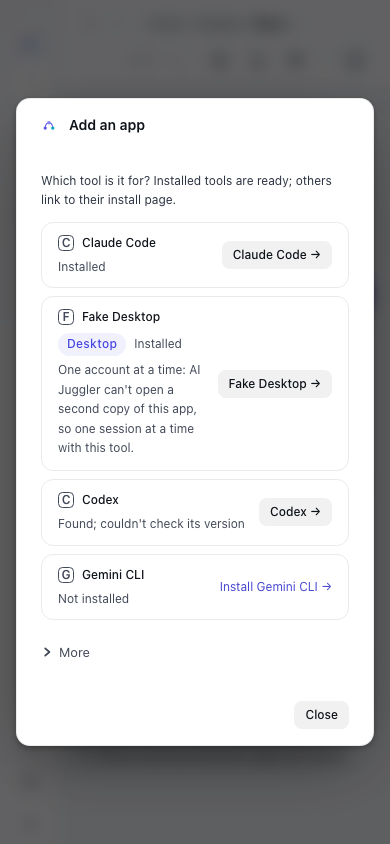 Add an app
Which tool is it for? Installed tools are ready; others
link to their install page.
C Claude Code
Installed
Claude Code →
F Fake Desktop
Desktop Installed
One account at a time: AI
Juggler can't open a
second copy of this app,
so one session at a time
with this tool.
Fake Desktop →
C Codex
Found; couldn't check its version
Codex →
G Gemini CLI
Not installed
Install Gemini CLI →
More
Close